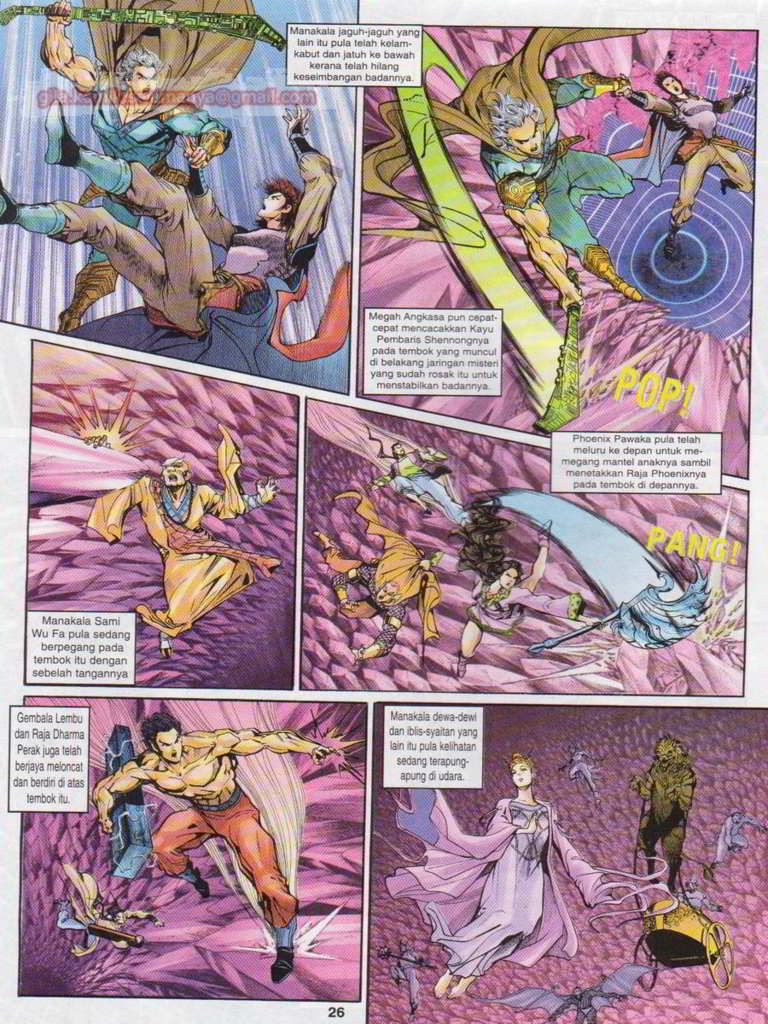 Manakala jaguh-jaguh yang
lain itu pula telah kelam-
kabut dan jatuh ke bawah
kerana telah hilang
keseimbangan badannya.
Megah Angkasa pun cepat-
cepat mencacakkan Kayu
Pembaris Shennongnya
pada tembok yang muncul
di belakang jaringan misteri
yang sudah rosak itu untuk
menstabilkan badannya.
POP!
Phoenix Pawaka pula telah
meluru ke depan untuk me-
megang mantel anaknya sambil
menetakkan Raja Phoenixnya
pada tembok di depannya.
PANG!
Manakala Sami
Wu Fa pula sedang
berpegang pada
tembok itu dengan
sebelah tangannya
Gembala Lembu
dan Raja Dharma
Perak juga telah
berjaya meloncat
dan berdiri di atas
tembok itu.
Manakala dewa-dewi
dan iblis-syaitan yang
lain itu pula kelihatan
sedang terapung-
apung di udara.
26